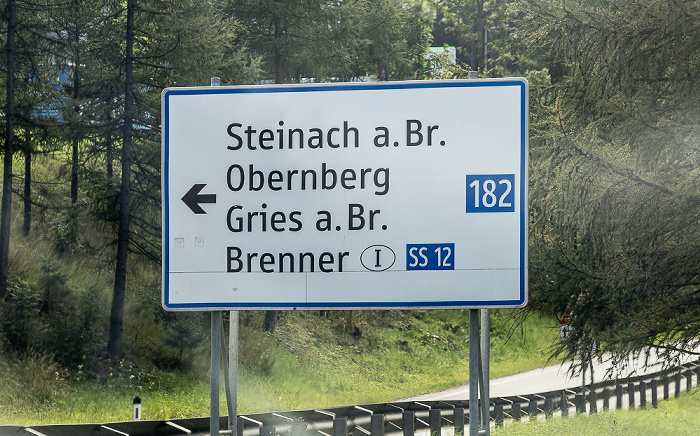 Steinach a.Br.
Obernberg
Gries a.Br.
Brenner I SS 12
182